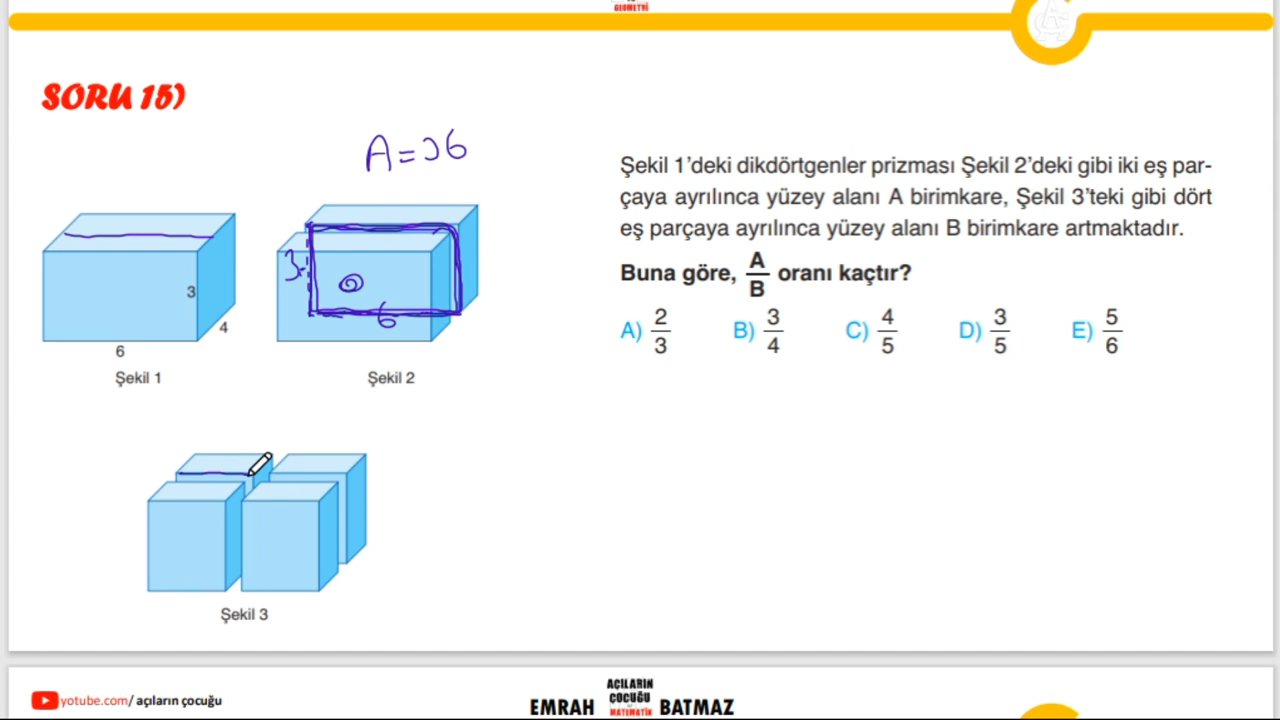 GEOMETRİ
SORU 15)
A=36
Şekil 1'deki dikdörtgenler prizması Şekil 2'deki gibi iki eş par-
çaya ayrılınca yüzey alanı A birimkare, Şekil 3'teki gibi dört
eş parçaya ayrılınca yüzey alanı B birimkare artmaktadır.
Buna göre, A/B oranı kaçtır?
A) 2/3 B) 3/4 C) 4/5 D) 3/5 E) 5/6
3
4
6
Şekil 1
3
6
Şekil 2
Şekil 3
yotube.com/ açıların çocuğu
EMRAH
AÇILARIN
ÇOCUĞU
MATEMATİK
BATMAZ